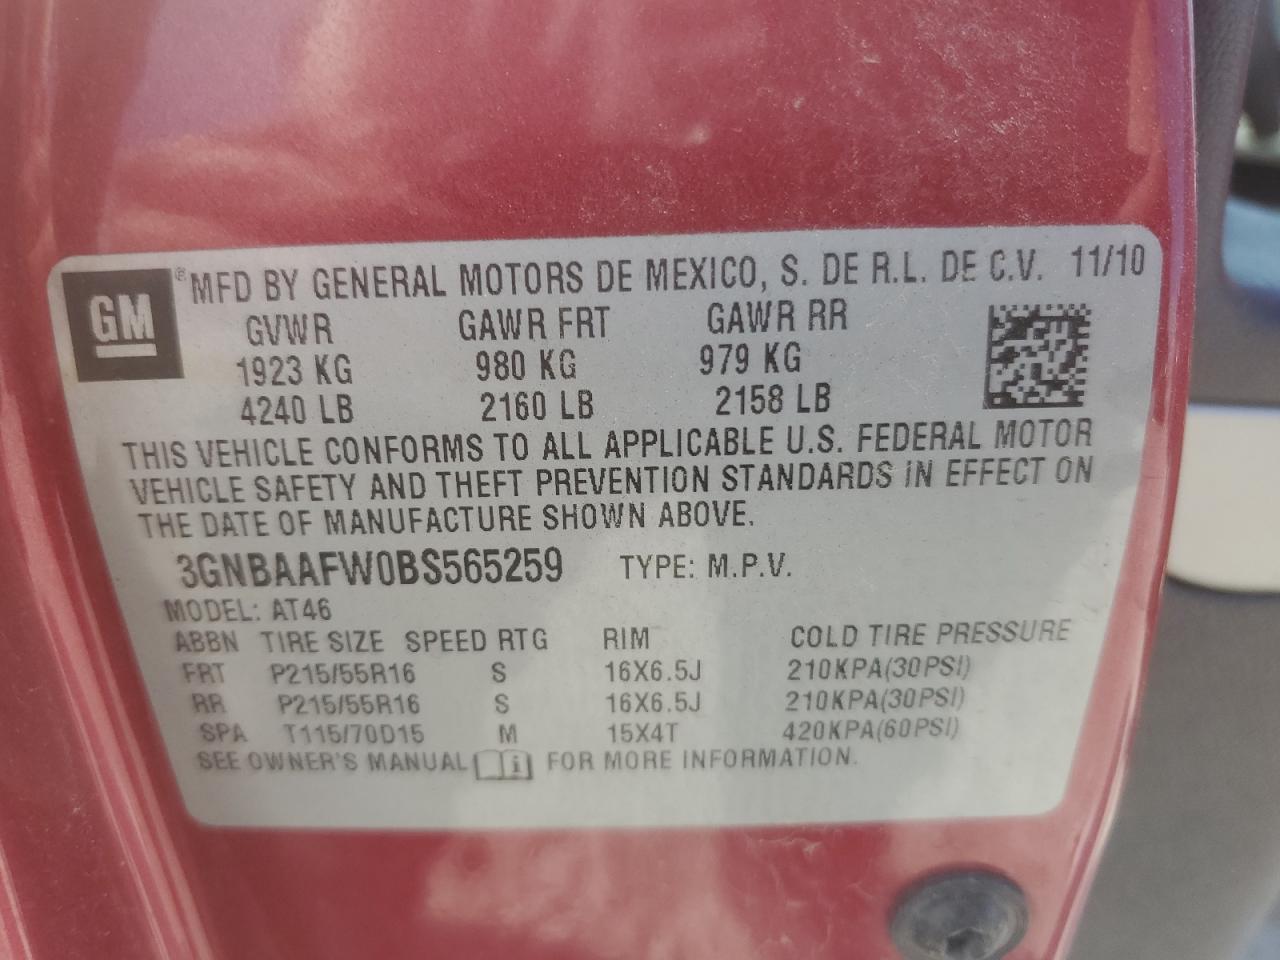 GM
® MFD BY GENERAL MOTORS DE MEXICO, S. DE R.L. DE C.V. 11/10
GVWR GAWR FRT GAWR RR
1923 KG 980 KG 979 KG
4240 LB 2160 LB 2158 LB
THIS VEHICLE CONFORMS TO ALL APPLICABLE U.S. FEDERAL MOTOR
VEHICLE SAFETY AND THEFT PREVENTION STANDARDS IN EFFECT ON
THE DATE OF MANUFACTURE SHOWN ABOVE.
3GNBAAFW0BS565259 TYPE: M.P.V.
MODEL: AT46
ABBN TIRE SIZE SPEED RTG RIM COLD TIRE PRESSURE
FRT P215/55R16 S 16X6.5J 210KPA(30PSI)
RR P215/55R16 S 16X6.5J 210KPA(30PSI)
SPA T115/70D15 M 15X4T 420KPA(60PSI)
SEE OWNER'S MANUAL i FOR MORE INFORMATION.